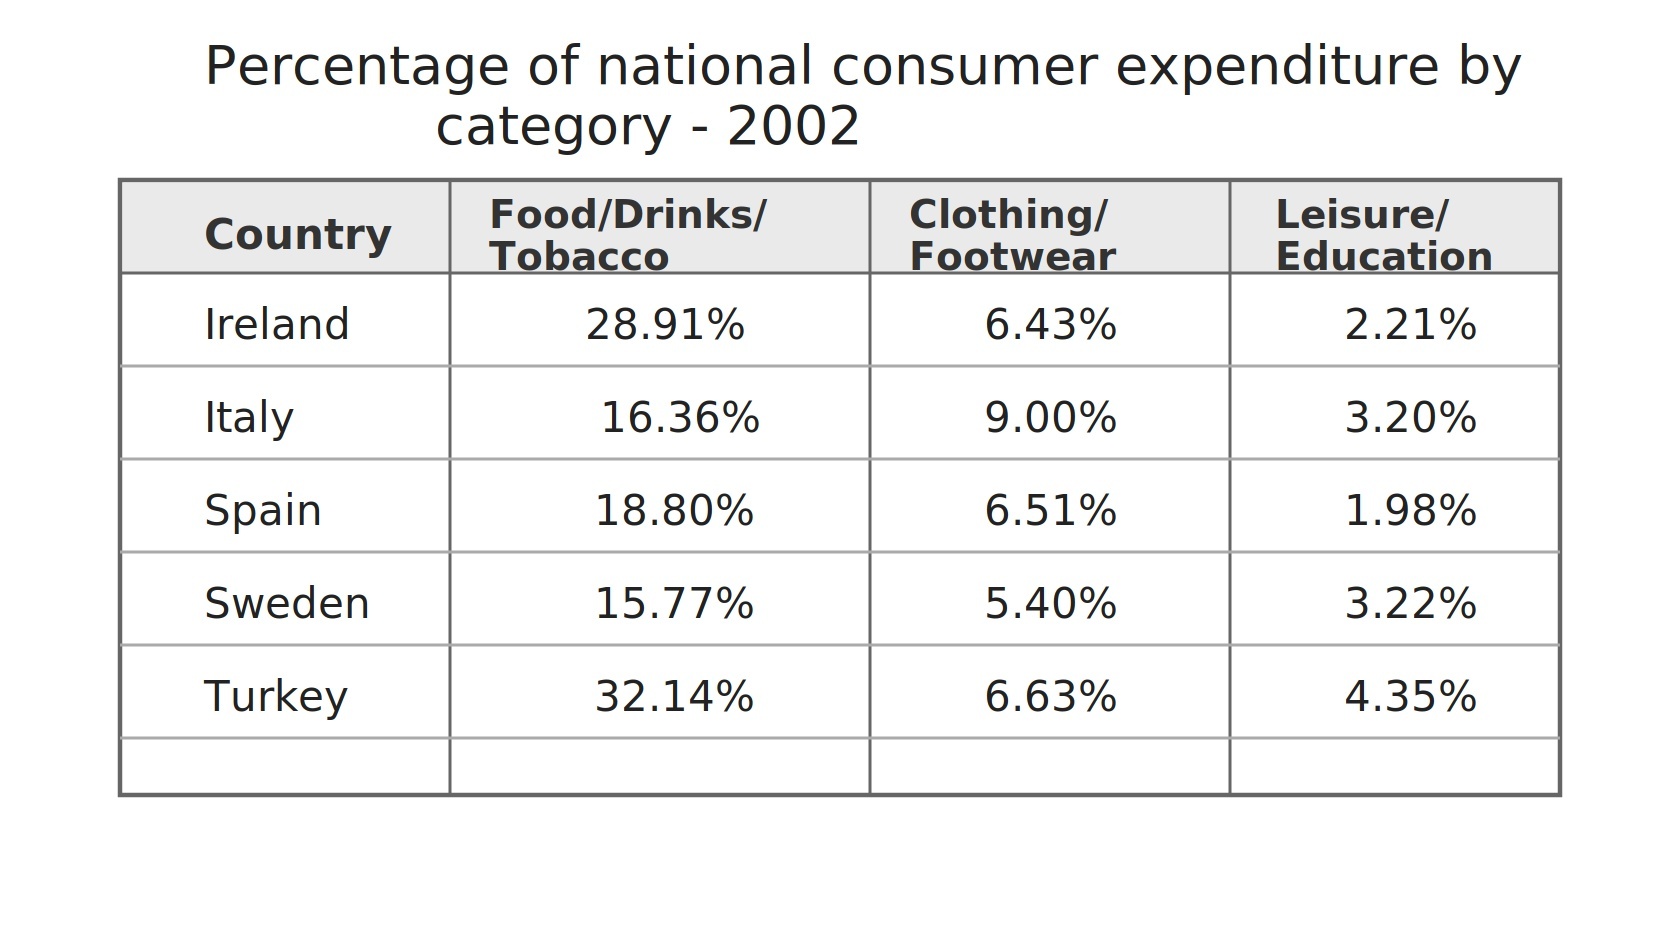 Percentage of national consumer expenditure by
category - 2002
Country Food/Drinks/ Clothing/ Leisure/
Tobacco Footwear Education
Ireland 28.91% 6.43% 2.21%
Italy 16.36% 9.00% 3.20%
Spain 18.80% 6.51% 1.98%
Sweden 15.77% 5.40% 3.22%
Turkey 32.14% 6.63% 4.35%